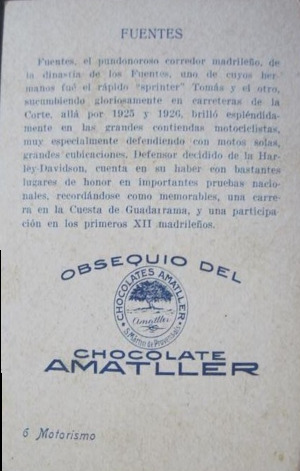 FUENTES
Fuentes, el pundonoroso corredor madrileño, de
la dinastía de los Fuentes, uno de cuyos her-
manos fué el rápido "sprinter" Tomás y el otro,
sucumbiendo gloriosamente en carreteras de la
Corte, allá por 1925 y 1926, brilló espléndida-
mente en las grandes contiendas motociclistas,
muy especialmente defendiendo con motos solas,
grandes cubicaciones. Defensor decidido de la Har-
ley-Davidson, cuenta en su haber con bastantes
lugares de honor en importantes pruebas nacio-
nales, recordándose como memorables, una carre-
ra en la Cuesta de Guadarrama, y una participa-
ción en los primeros XII madrileños.
OBSEQUIO DEL
CHOCOLATES AMATLLER
Amatller
S. Martin de Provensals
CHOCOLATE
AMATLLER
6 Motorismo